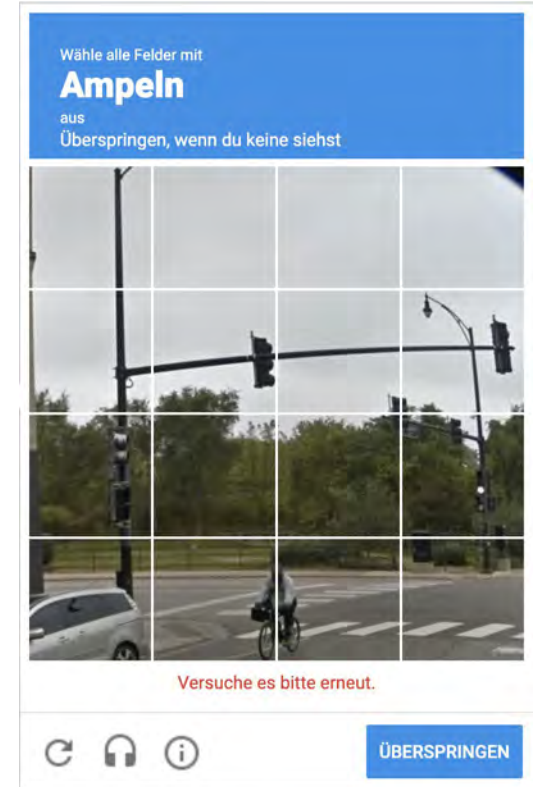 Wähle alle Felder mit
Ampeln
aus
Überspringen, wenn du keine siehst
Versuche es bitte erneut.
ÜBERSPRINGEN